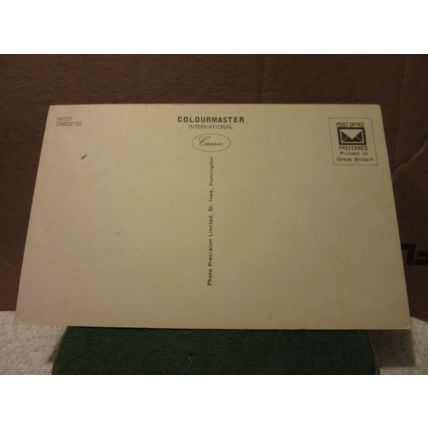 COLOURMASTER
INTERNATIONAL
Cameo
POST OFFICE
PREFERRED
Printed in
Great Britain
Photo Precision Limited, St. Ives, Huntingdon